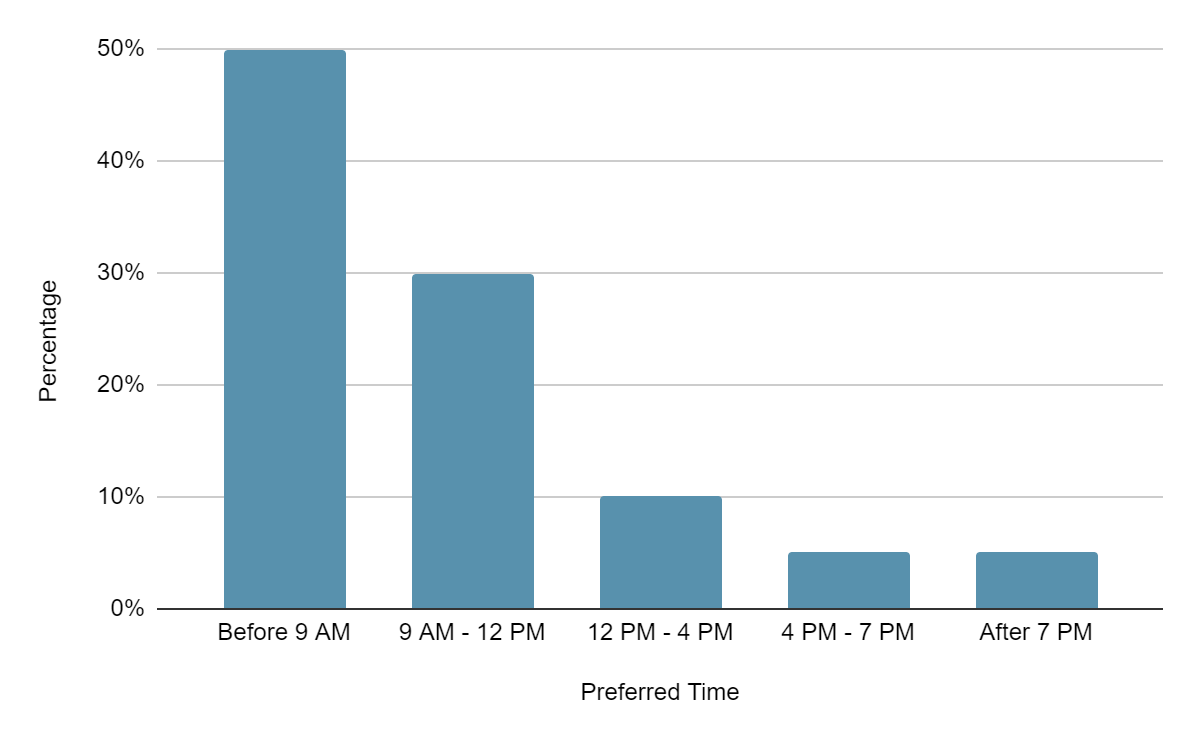 50%
40%
30%
20%
10%
0%
Percentage
Before 9 AM
9 AM - 12 PM
12 PM - 4 PM
4 PM - 7 PM
After 7 PM
Preferred Time